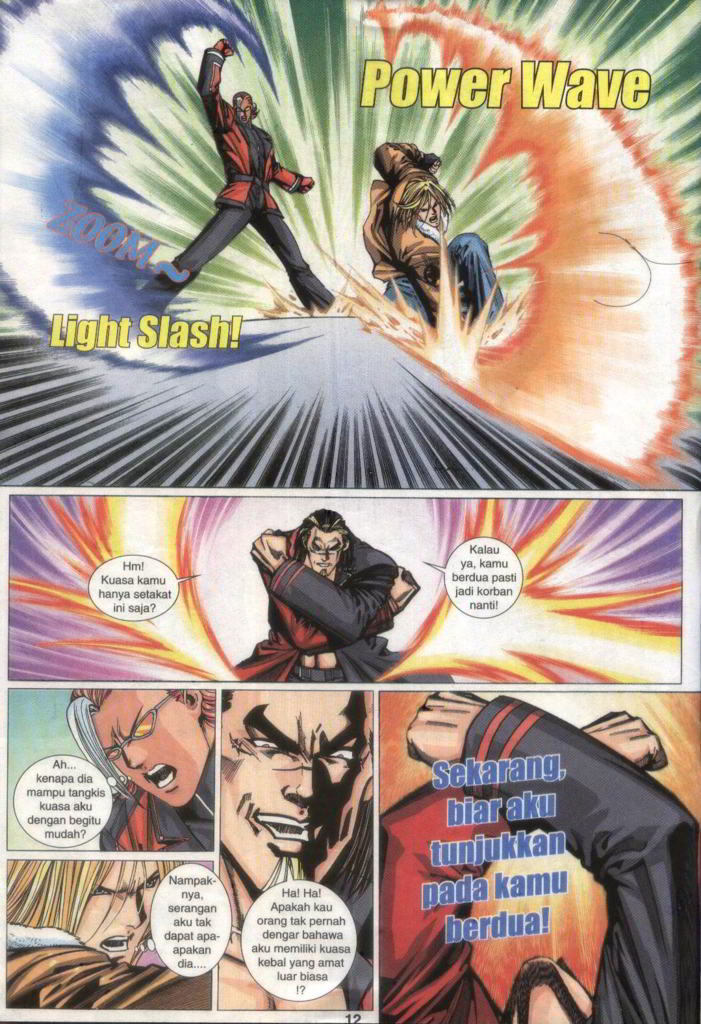 Power Wave
ZOOM~
Light Slash!
Hm!
Kuasa kamu
hanya setakat
ini saja?
Kalau
ya, kamu
berdua pasti
jadi korban
nanti!
Ah...
kenapa dia
mampu tangkis
kuasa aku
dengan begitu
mudah?
Nampak-
nya,
serangan
aku tak
dapat apa-
apakan
dia....
Ha! Ha!
Apakah kau
orang tak pernah
dengar bahawa
aku memiliki kuasa
kebal yang amat
luar biasa
!?
Sekarang,
biar aku
tunjukkan
pada kamu
berdua!
12